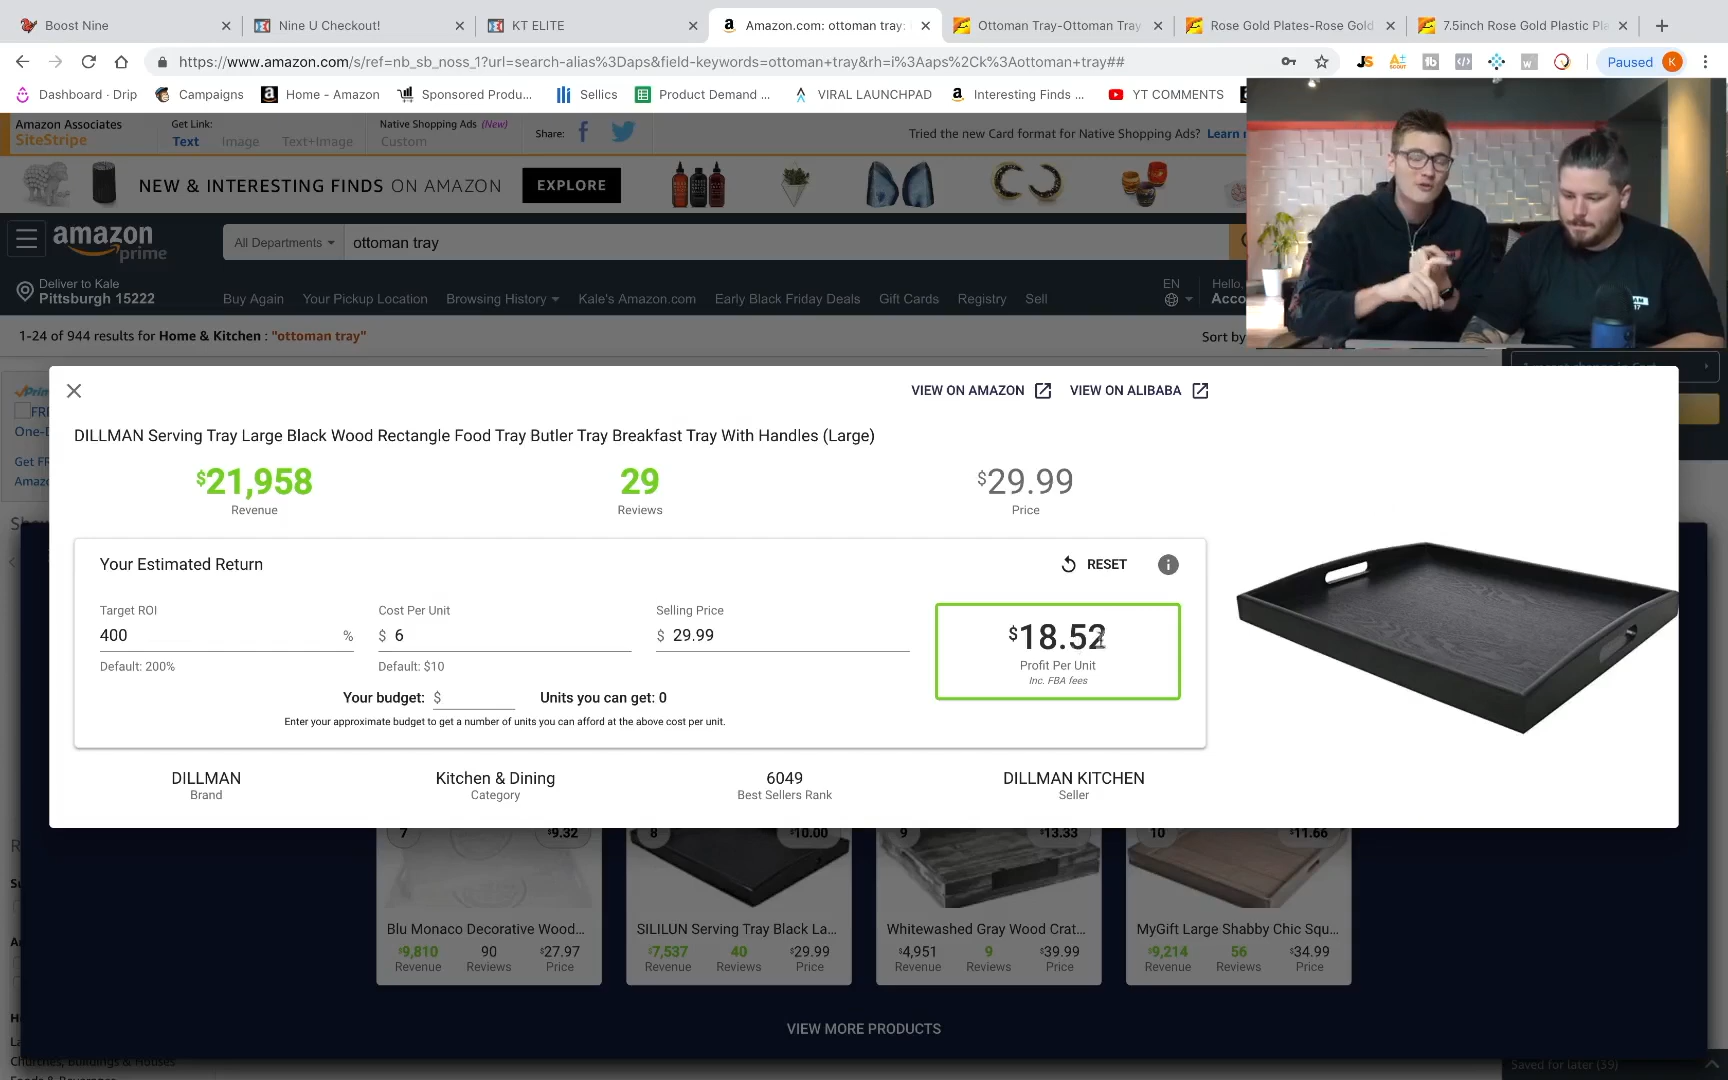 Boost Nine
Nine U Checkout!
KT ELITE
Amazon.com: ottoman tray:
Ottoman Tray-Ottoman Tray
Rose Gold Plates-Rose Gold
7.5inch Rose Gold Plastic Pla
https://www.amazon.com/s/ref=nb_sb_noss_1?url=search-alias%3Daps&field-keywords=ottoman+tray&rh=i%3Aaps%2Ck%3Aottoman+tray##
Paused K
Dashboard · Drip
Campaigns
Home - Amazon
Sponsored Produ...
Sellics
Product Demand ...
VIRAL LAUNCHPAD
Interesting Finds ...
YT COMMENTS
Amazon Associates
SiteStripe
Get Link:
Text Image Text+Image
Native Shopping Ads (New)
Custom
Share:
Tried the new Card format for Native Shopping Ads? Learn
NEW & INTERESTING FINDS ON AMAZON
EXPLORE
amazon
prime
All Departments
ottoman tray
Deliver to Kale
Pittsburgh 15222
Buy Again
Your Pickup Location
Browsing History
Kale's Amazon.com
Early Black Friday Deals
Gift Cards
Registry
Sell
EN
Hello,
Acco
1-24 of 944 results for Home & Kitchen : "ottoman tray"
Sort by
FR
One-D
Get FR
Amazo
VIEW ON AMAZON
VIEW ON ALIBABA
DILLMAN Serving Tray Large Black Wood Rectangle Food Tray Butler Tray Breakfast Tray With Handles (Large)
$21,958
Revenue
29
Reviews
$29.99
Price
Your Estimated Return
RESET
Target ROI
400 %
Default: 200%
Cost Per Unit
$ 6
Default: $10
Selling Price
$ 29.99
$18.52
Profit Per Unit
Inc. FBA fees
Your budget: $
Units you can get: 0
Enter your approximate budget to get a number of units you can afford at the above cost per unit.
DILLMAN
Brand
Kitchen & Dining
Category
6049
Best Sellers Rank
DILLMAN KITCHEN
Seller
7 $9.32
8 $10.00
9 $13.33
10 $11.66
Blu Monaco Decorative Wood...
$9,810 90 $27.97
Revenue Reviews Price
SILILUN Serving Tray Black La...
$7,537 40 $29.99
Revenue Reviews Price
Whitewashed Gray Wood Crat...
$4,951 9 $39.99
Revenue Reviews Price
MyGift Large Shabby Chic Squ...
$9,214 56 $34.99
Revenue Reviews Price
VIEW MORE PRODUCTS
Saved for later (39)